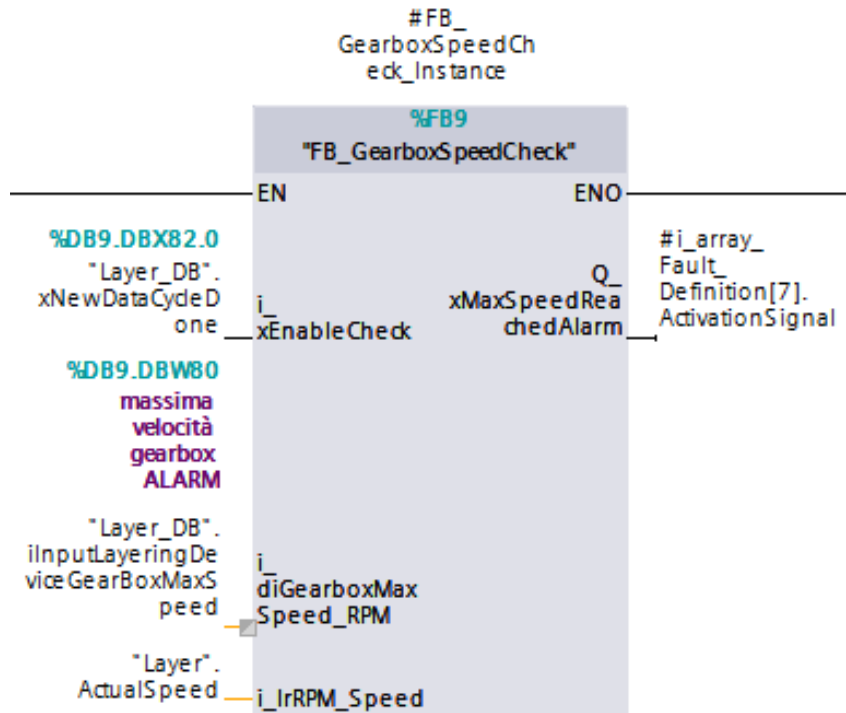 #FB_
GearboxSpeedCh
eck_Instance
%FB9
"FB_GearboxSpeedCheck"
EN
ENO
%DB9.DBX82.0
"Layer_DB".
xNewDataCycleD
one
i_
xEnableCheck
Q_
xMaxSpeedRea
chedAlarm
#i_array_
Fault_
Definition[7].
ActivationSignal
%DB9.DBW80
massima
velocità
gearbox
ALARM
"Layer_DB".
iInputLayeringDe
viceGearBoxMaxS
peed
i_
diGearboxMax
Speed_RPM
"Layer".
ActualSpeed
i_lrRPM_Speed